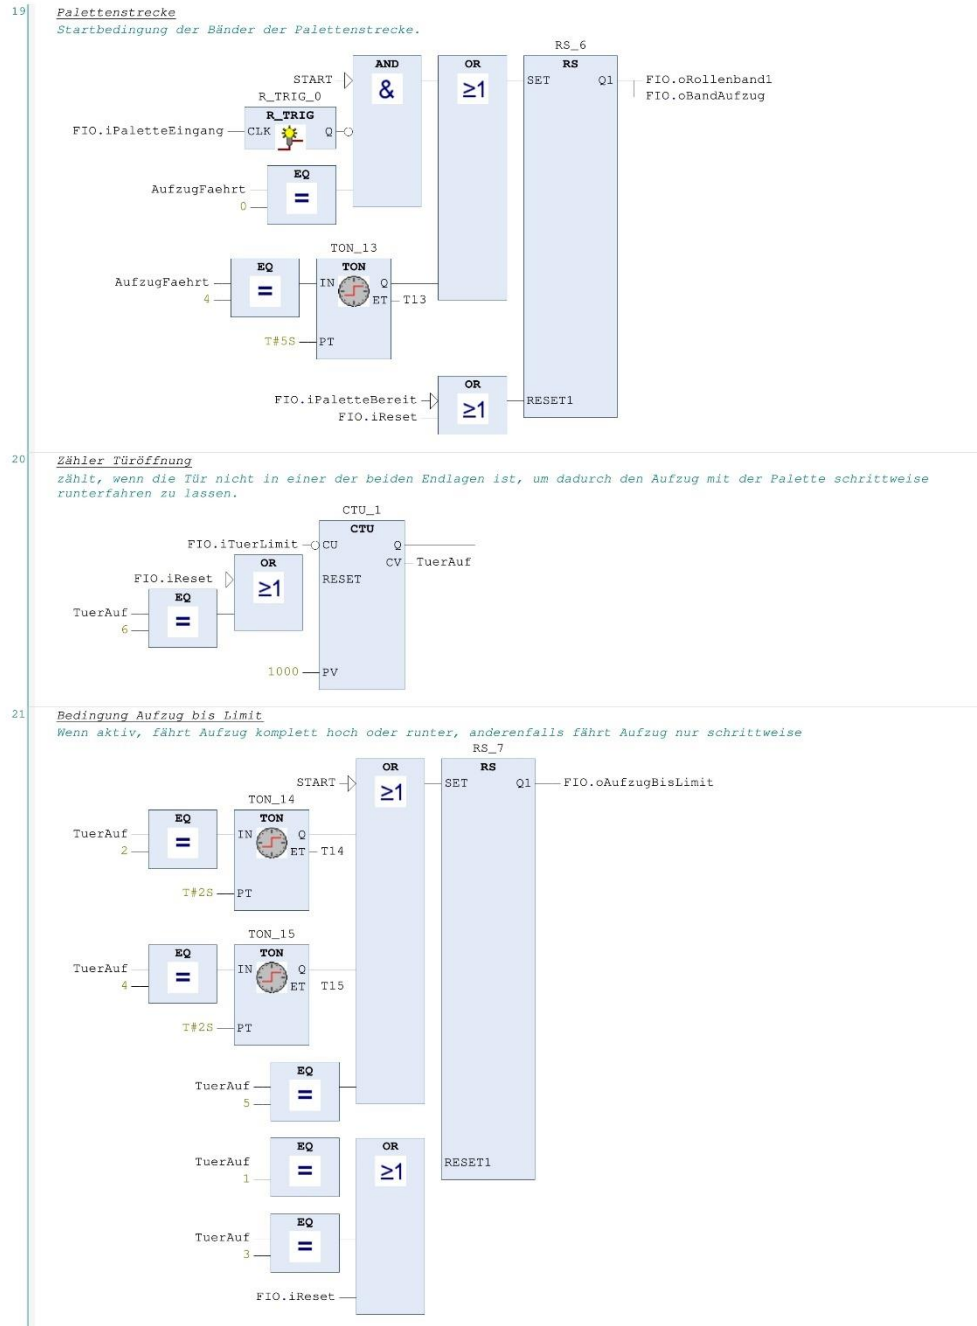 19
Palettenstrecke
Startbedingung der Bänder der Palettenstrecke.
RS_6
AND OR RS
START & ≥1 SET Q1 FIO.oRollenband1
FIO.oBandAufzug
R_TRIG_0
R_TRIG
FIO.iPaletteEingang CLK Q
EQ
AufzugFaehrt =
0
TON_13
EQ TON
AufzugFaehrt = IN Q
4 ET T13
T#5S PT
OR
FIO.iPaletteBereit ≥1 RESET1
FIO.iReset
20
Zähler Türöffnung
zählt, wenn die Tür nicht in einer der beiden Endlagen ist, um dadurch den Aufzug mit der Palette schrittweise
runterfahren zu lassen.
CTU_1
CTU
FIO.iTuerLimit CU Q
OR CV TuerAuf
FIO.iReset ≥1 RESET
EQ
TuerAuf =
6
1000 PV
21
Bedingung Aufzug bis Limit
Wenn aktiv, fährt Aufzug komplett hoch oder runter, anderenfalls fährt Aufzug nur schrittweise
RS_7
OR RS
START ≥1 SET Q1 FIO.oAufzugBisLimit
TON_14
EQ TON
TuerAuf = IN Q
2 ET T14
T#2S PT
TON_15
EQ TON
TuerAuf = IN Q
4 ET T15
T#2S PT
EQ
TuerAuf =
5
EQ OR
TuerAuf = ≥1 RESET1
1
EQ
TuerAuf =
3
FIO.iReset